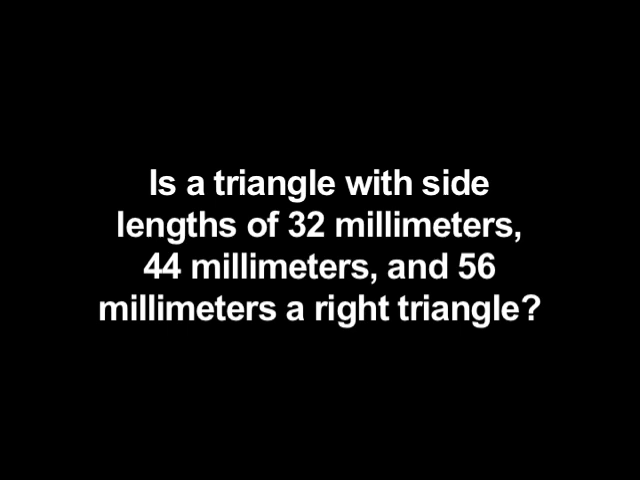 Is a triangle with side
lengths of 32 millimeters,
44 millimeters, and 56
millimeters a right triangle?